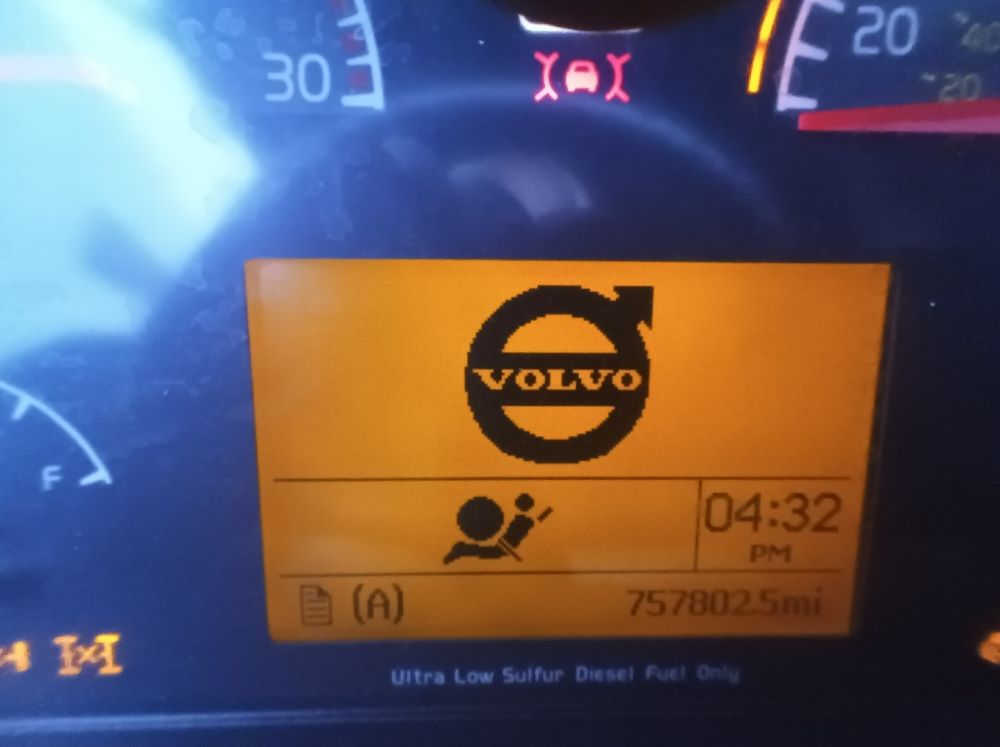 30
20
40
20
VOLVO
F
04:32
PM
(A)
757802.5mi
Ultra Low Sulfur Diesel Fuel Only